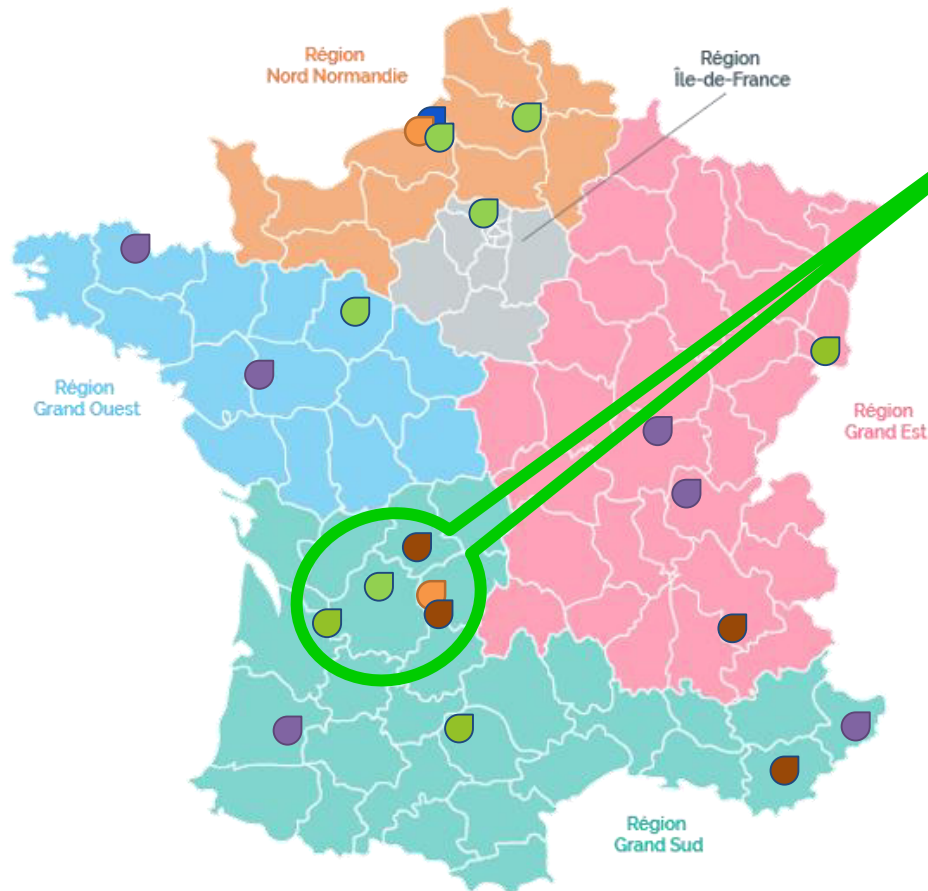 Région
Nord Normandie
Région
Île-de-France
Région
Grand Ouest
Région
Grand Est
Région
Grand Sud